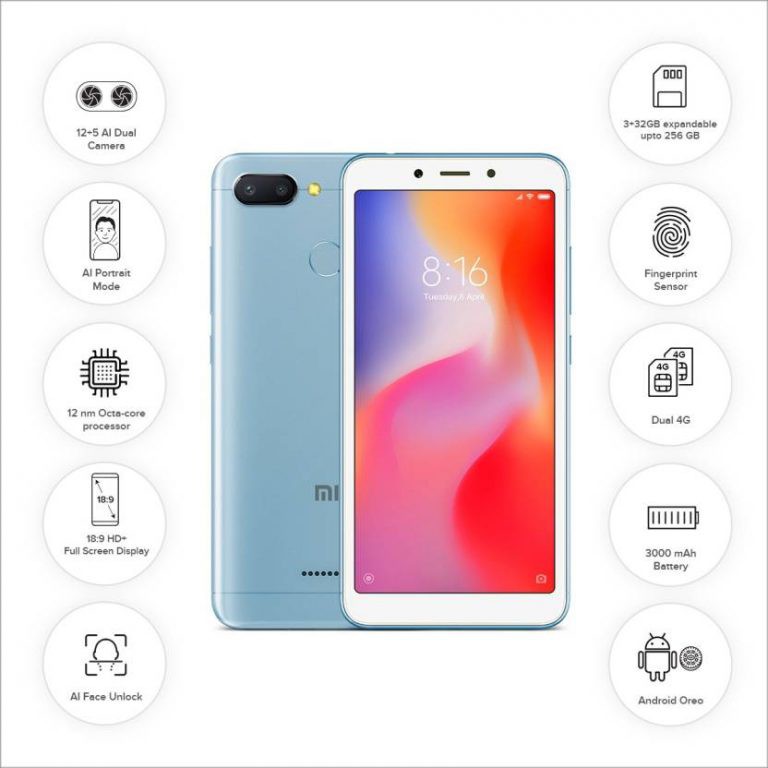 12+5 AI Dual
Camera
AI Portrait
Mode
12 nm Octa-core
processor
18:9
18:9 HD+
Full Screen Display
AI Face Unlock
8:16
Tuesday,6 April
MI
3+32GB expandable
upto 256 GB
Fingerprint
Sensor
4G
4G
Dual 4G
3000 mAh
Battery
Android Oreo